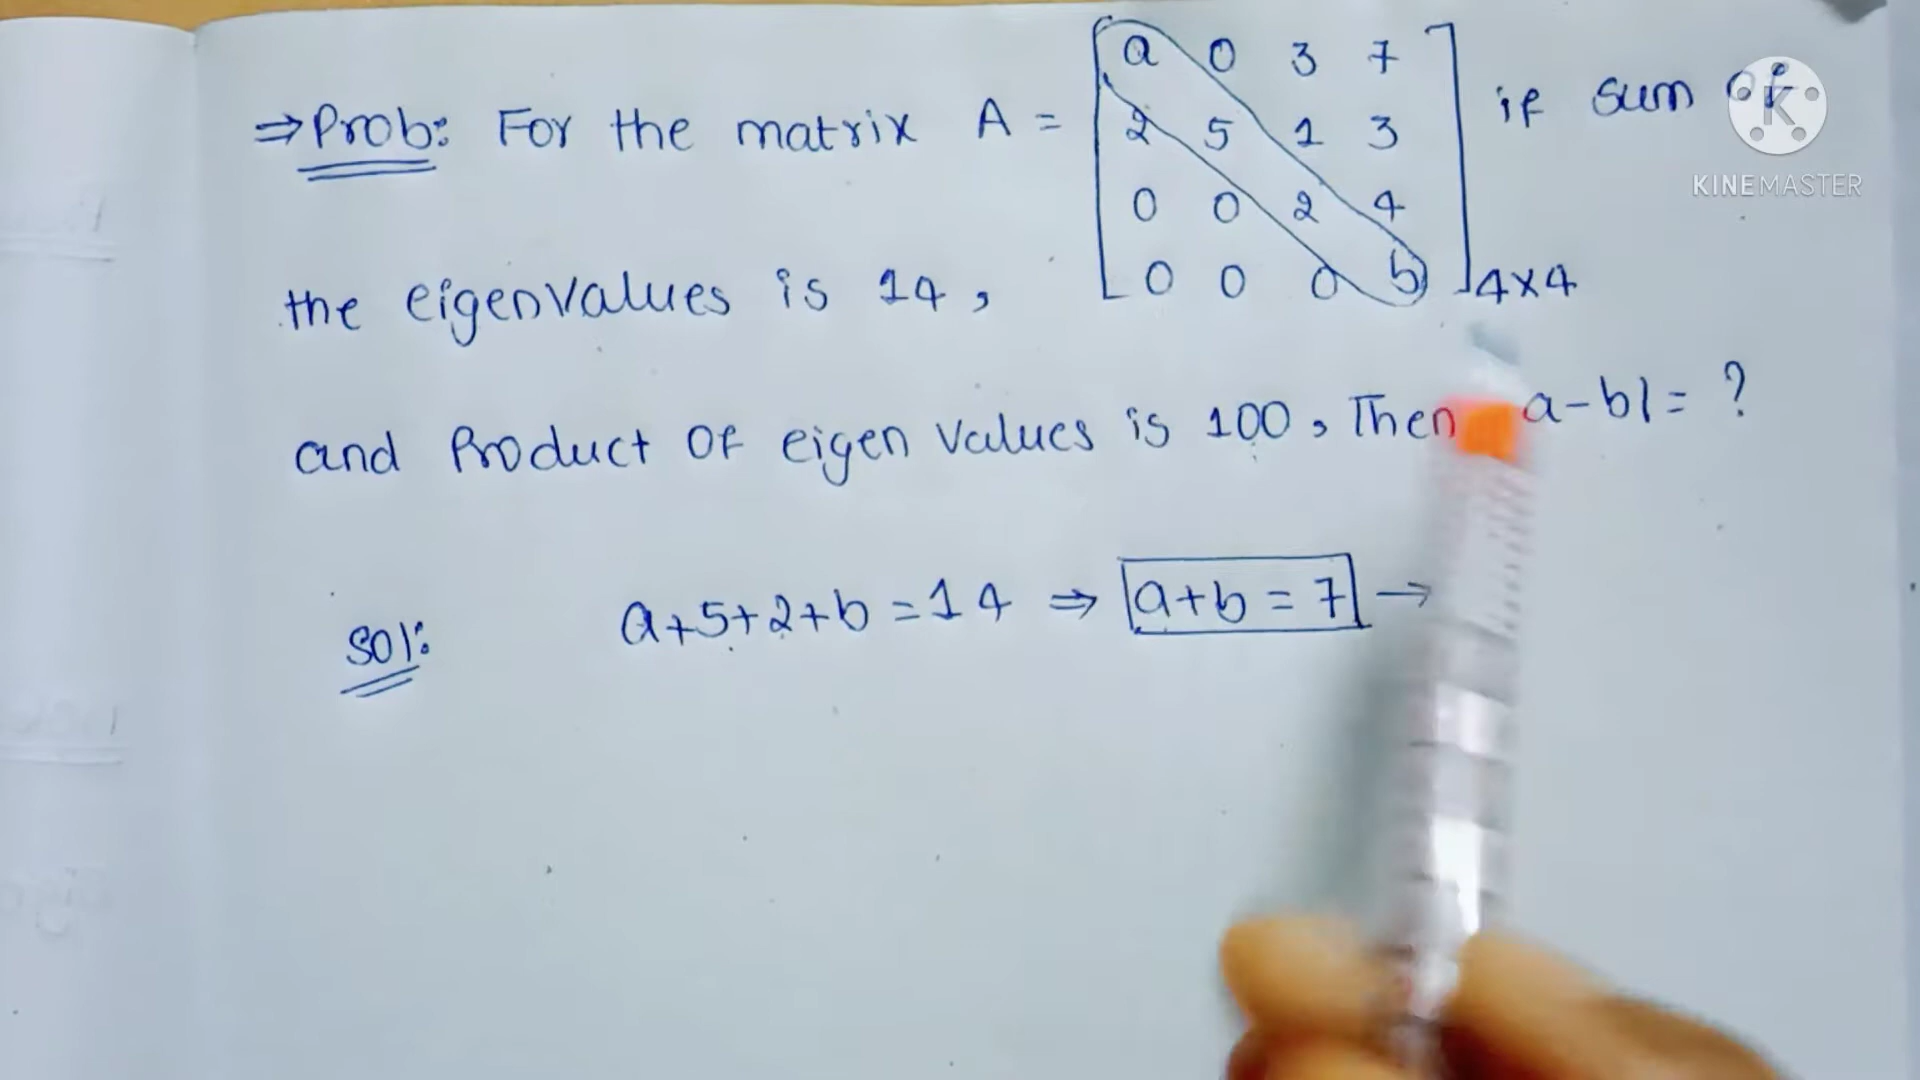 ⇒Prob: For the matrix A = [ a 0 3 7 if sum of
2 5 1 3
0 0 2 4
0 0 0 b ]4×4
the eigenvalues is 14,
and Product of eigen values is 100, Then a-b|= ?
Sol: a+5+2+b=14 ⇒ a+b=7 →
KINEMASTER